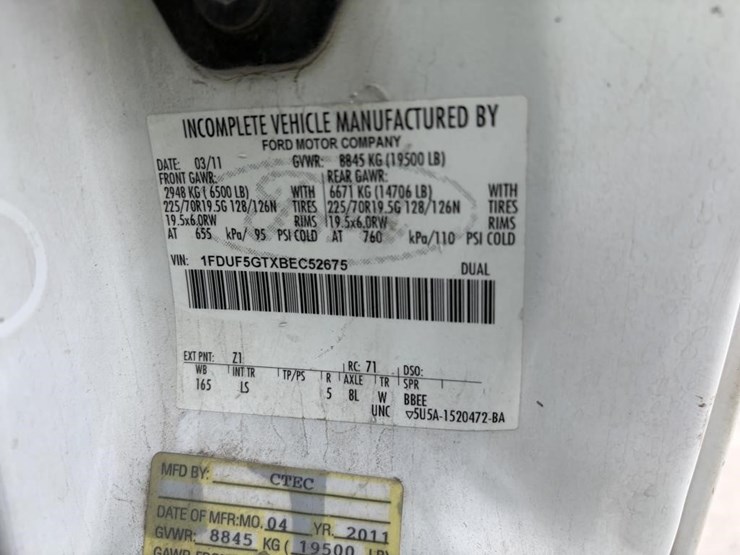 INCOMPLETE VEHICLE MANUFACTURED BY
FORD MOTOR COMPANY
DATE: 03/11 GVWR: 8845 KG (19500 LB)
FRONT GAWR: REAR GAWR:
2948 KG ( 6500 LB) WITH 6671 KG (14706 LB) WITH
225/70R19.5G 128/126N TIRES 225/70R19.5G 128/126N TIRES
19.5x6.0RW RIMS 19.5x6.0RW RIMS
AT 655 kPa/ 95 PSI COLD AT 760 kPa/110 PSI COLD
VIN: 1FDUF5GTXBEC52675 DUAL
EXT PNT: Z1 RC: 71 DSO:
WB INT TR TP/PS R AXLE TR SPR
165 LS 5 8L W BBEE
UNC ▽5U5A-1520472-BA
MFD BY: CTEC
DATE OF MFR:MO. 04 YR. 2011
GVWR: 8845 KG ( 19500 LB)